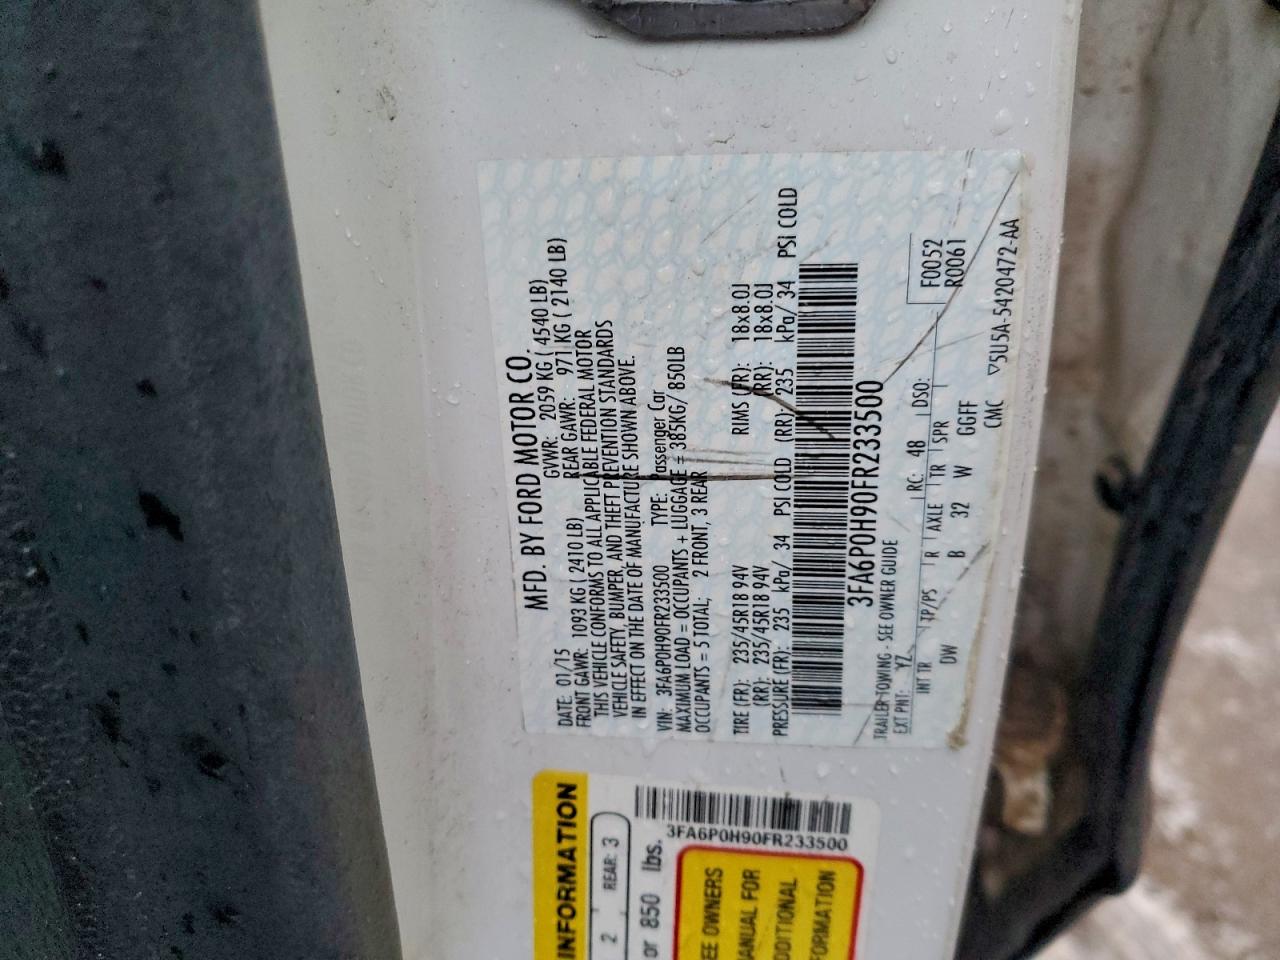 MFD. BY FORD MOTOR CO.
DATE: 01/15 GVWR: 2059 KG ( 4540 LB)
FRONT GAWR: 1093 KG ( 2410 LB) REAR GAWR: 971 KG ( 2140 LB)
THIS VEHICLE CONFORMS TO ALL APPLICABLE FEDERAL MOTOR
VEHICLE SAFETY, BUMPER, AND THEFT PREVENTION STANDARDS
IN EFFECT ON THE DATE OF MANUFACTURE SHOWN ABOVE.
VIN: 3FA6P0H90FR233500 TYPE: Passenger Car
MAXIMUM LOAD = OCCUPANTS + LUGGAGE = 385KG/ 850LB
OCCUPANTS = 5 TOTAL; 2 FRONT, 3 REAR
TIRE (FR): 235/45R18 94V RIMS (FR): 18x8.0J
(RR): 235/45R18 94V (RR): 18x8.0J
PRESSURE (FR): 235 kPa/ 34 PSI COLD (RR): 235 kPa/ 34 PSI COLD
3FA6P0H90FR233500
TRAILER TOWING - SEE OWNER GUIDE
EXT PNT: YZ RC: 48 DSO: F0052
INT TR TP/PS R AXLE TR SPR R0061
DW B 32 W GGFF
CMC ▽5U5A-5420472-AA
INFORMATION
2 REAR: 3
or 850 lbs.
3FA6P0H90FR233500
EE OWNERS
ANUAL FOR
DDITIONAL
FORMATION